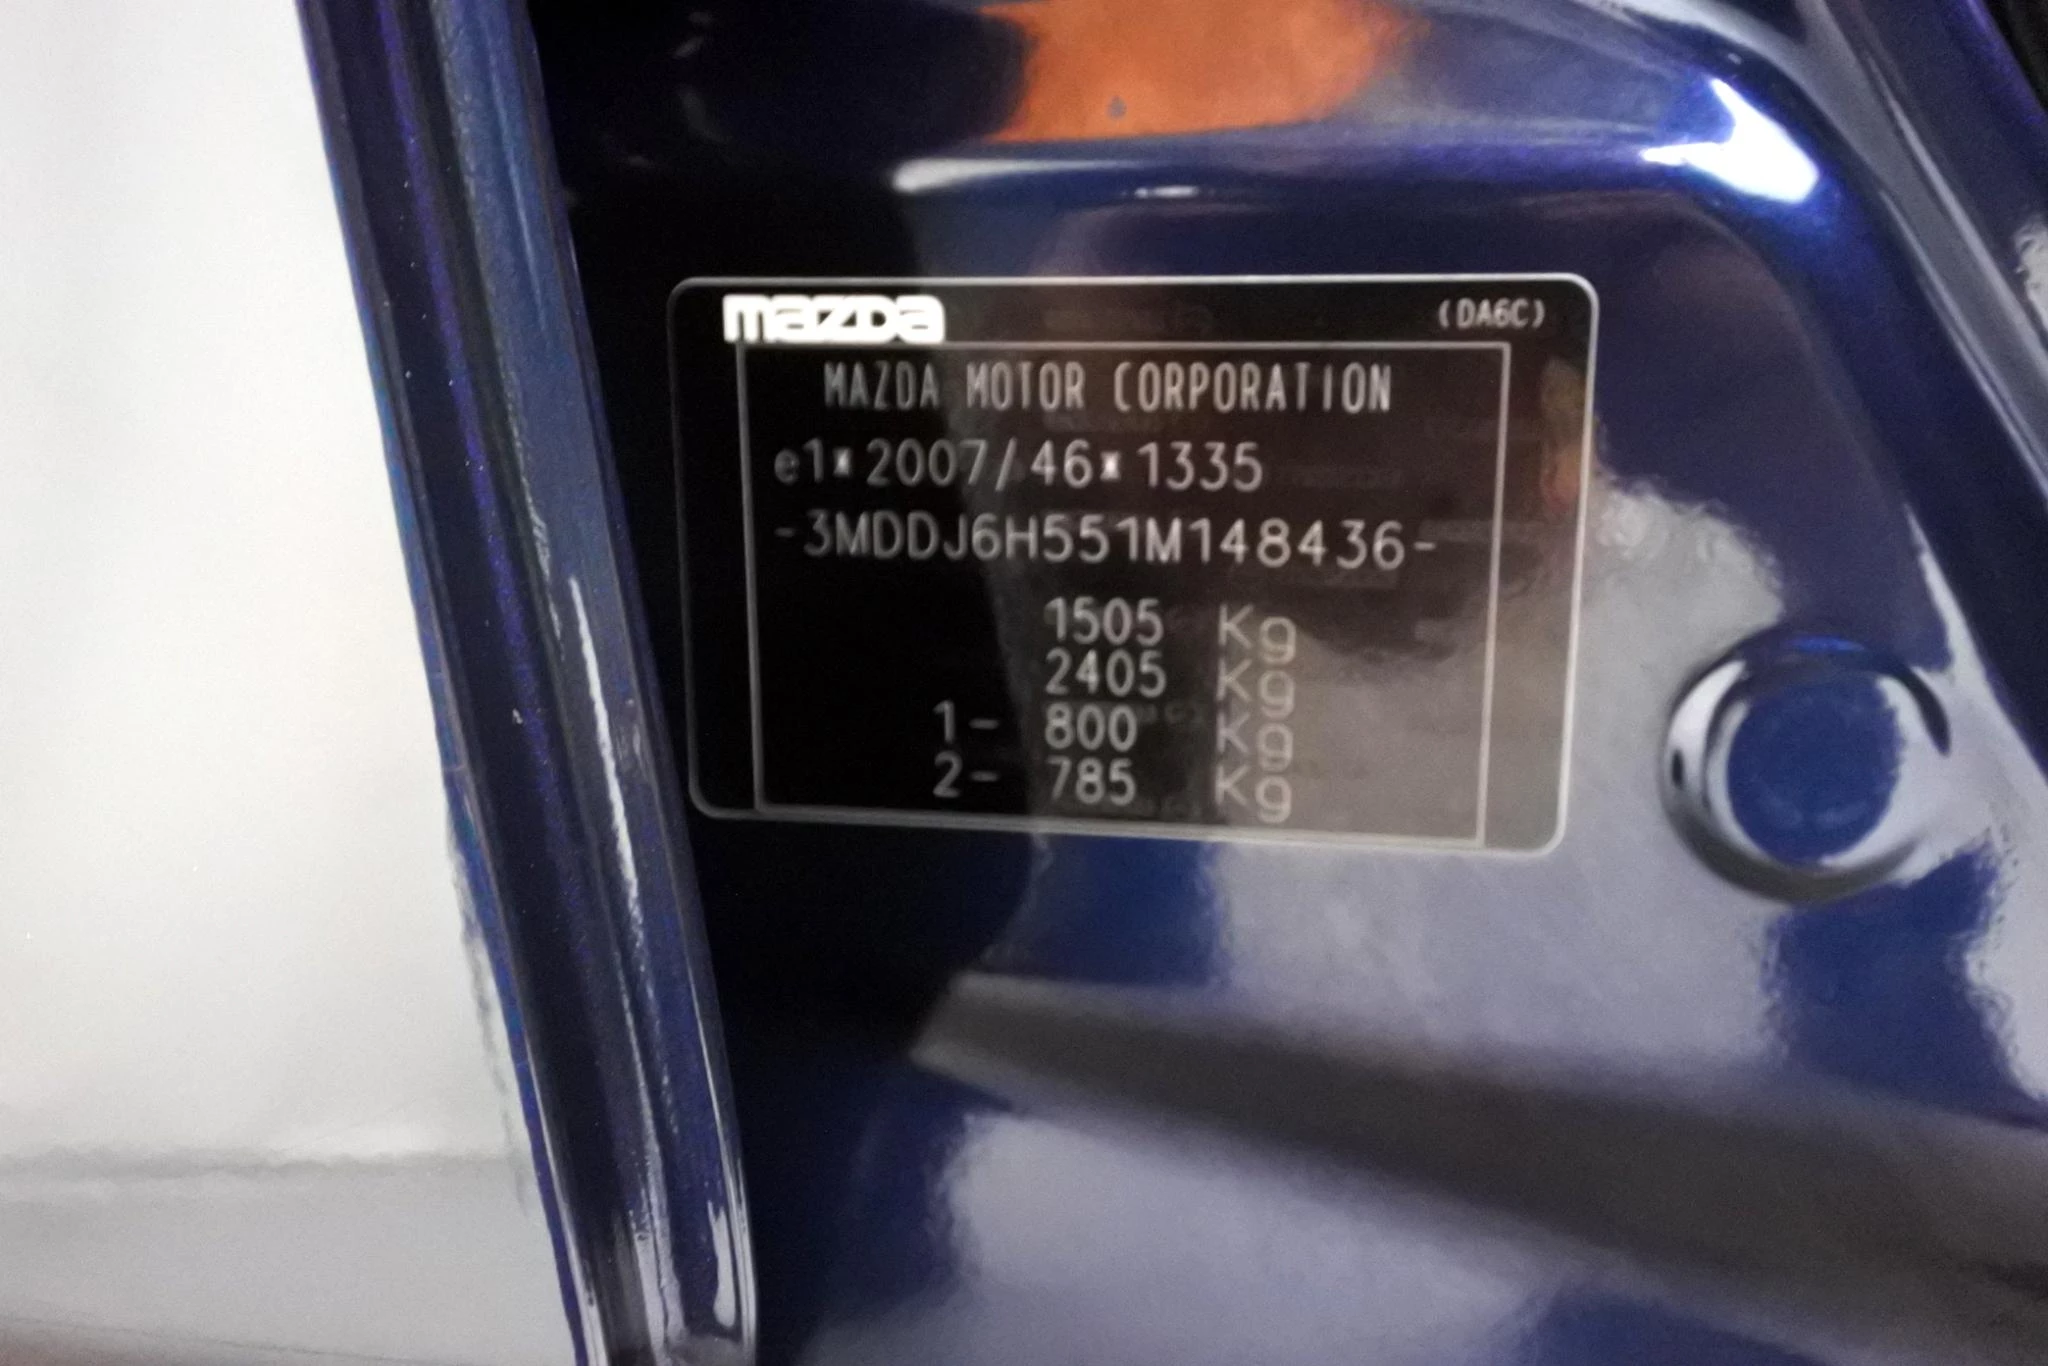 mazda (DA6C)
MAZDA MOTOR CORPORATION
e1*2007/46*1335
-3MDDJ6H551M148436-
1505 Kg
2405 Kg
1- 800 Kg
2- 785 Kg